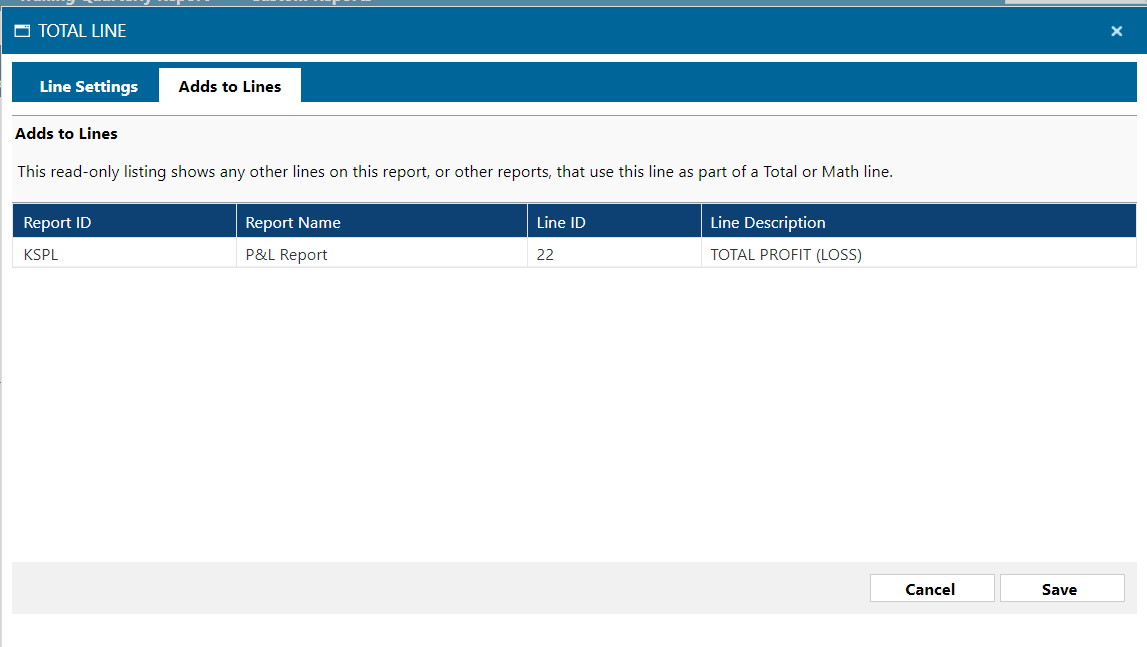 TOTAL LINE
Line Settings
Adds to Lines
Adds to Lines
This read-only listing shows any other lines on this report, or other reports, that use this line as part of a Total or Math line.
Report ID
Report Name
Line ID
Line Description
KSPL
P&L Report
22
TOTAL PROFIT (LOSS)
Cancel
Save